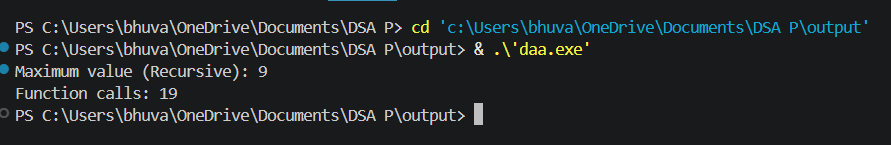 PS C:\Users\bhuva\OneDrive\Documents\DSA P> cd 'c:\Users\bhuva\OneDrive\Documents\DSA P\output'
PS C:\Users\bhuva\OneDrive\Documents\DSA P\output> & .\'daa.exe'
Maximum value (Recursive): 9
Function calls: 19
PS C:\Users\bhuva\OneDrive\Documents\DSA P\output>